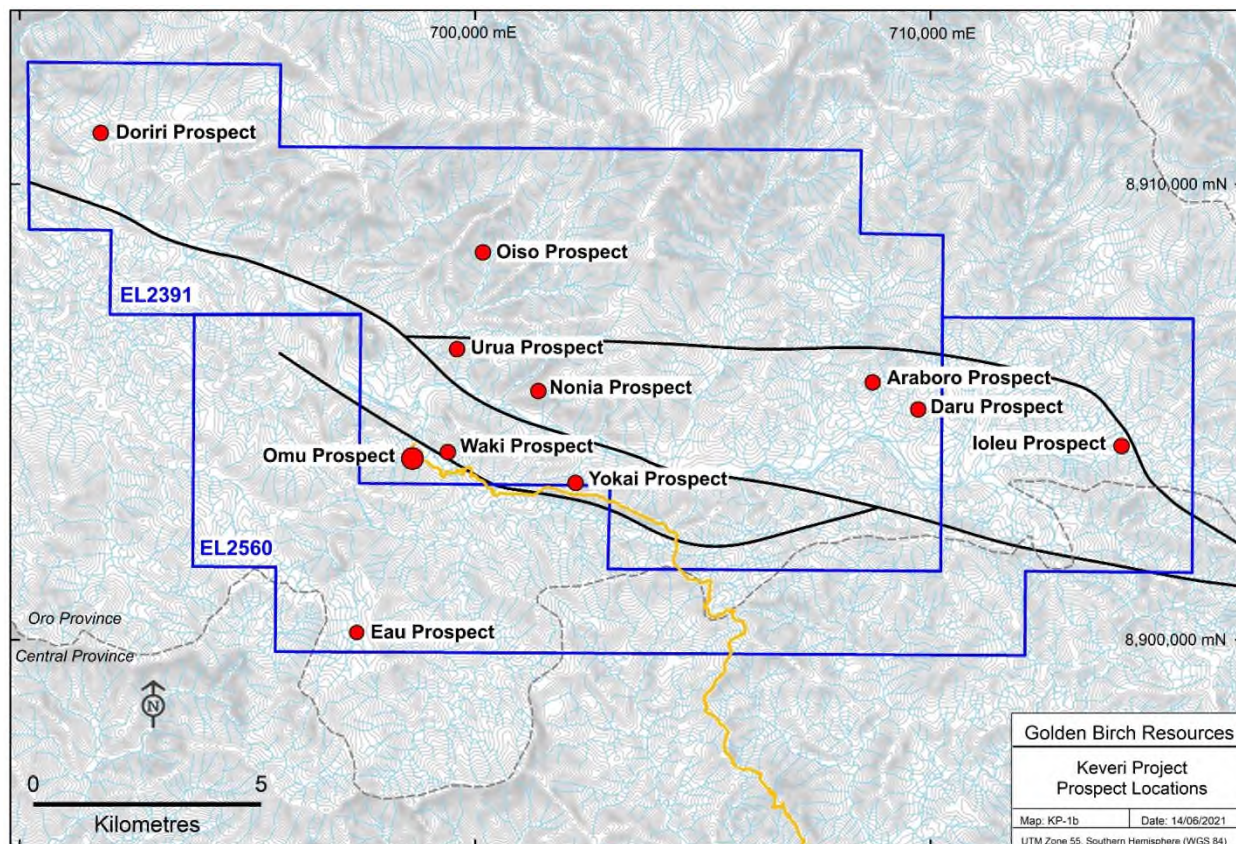 700,000 mE
710,000 mE
Doriri Prospect
8,910,000 mN
Oiso Prospect
EL2391
Urua Prospect
Nonia Prospect
Araboro Prospect
Daru Prospect
Ioleu Prospect
Waki Prospect
Omu Prospect
Yokai Prospect
EL2560
Oro Province
Central Province
Eau Prospect
8,900,000 mN
N
0 5
Kilometres
Golden Birch Resources
Keveri Project
Prospect Locations
Map: KP-1b Date: 14/06/2021
UTM Zone 55, Southern Hemisphere (WGS 84)